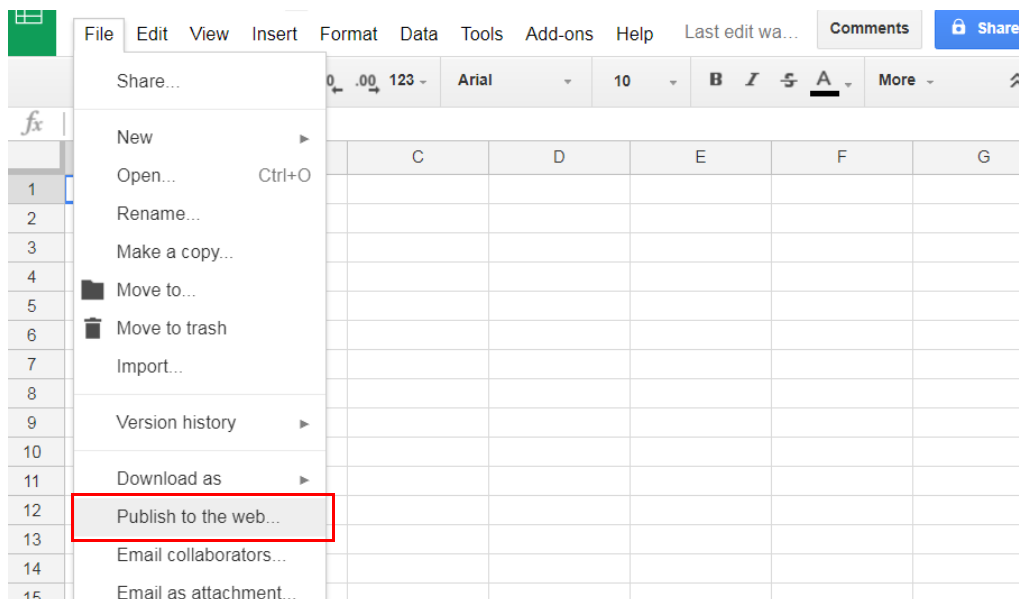 File Edit View Insert Format Data Tools Add-ons Help Last edit wa... Comments Share
.00 123 Arial 10 B I S A More
fx
Share...
New
Open... Ctrl+O
Rename...
Make a copy...
Move to...
Move to trash
Import...
Version history
Download as
Publish to the web...
Email collaborators...
Email as attachment...
C D E F G
1
2
3
4
5
6
7
8
9
10
11
12
13
14
15